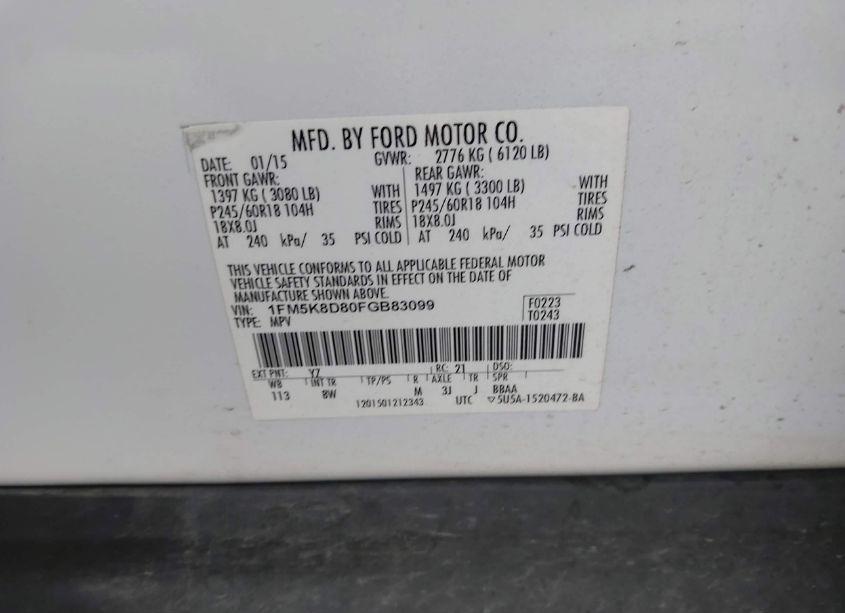 MFD. BY FORD MOTOR CO.
DATE: 01/15 GVWR: 2776 KG ( 6120 LB)
FRONT GAWR: REAR GAWR:
1397 KG ( 3080 LB) WITH 1497 KG ( 3300 LB) WITH
P245/60R18 104H TIRES P245/60R18 104H TIRES
18X8.0J RIMS 18X8.0J RIMS
AT 240 kPa/ 35 PSI COLD AT 240 kPa/ 35 PSI COLD
THIS VEHICLE CONFORMS TO ALL APPLICABLE FEDERAL MOTOR
VEHICLE SAFETY STANDARDS IN EFFECT ON THE DATE OF
MANUFACTURE SHOWN ABOVE.
VIN: 1FM5K8D80FGB83099 F0223
TYPE: MPV T0243
EXT PNT: YZ RC: 21 DSO:
WB INT TR TP/PS R AXLE TR SPR
113 8W M 3J J BBAA
1201501212343 UTC ▽5U5A-1520472-BA